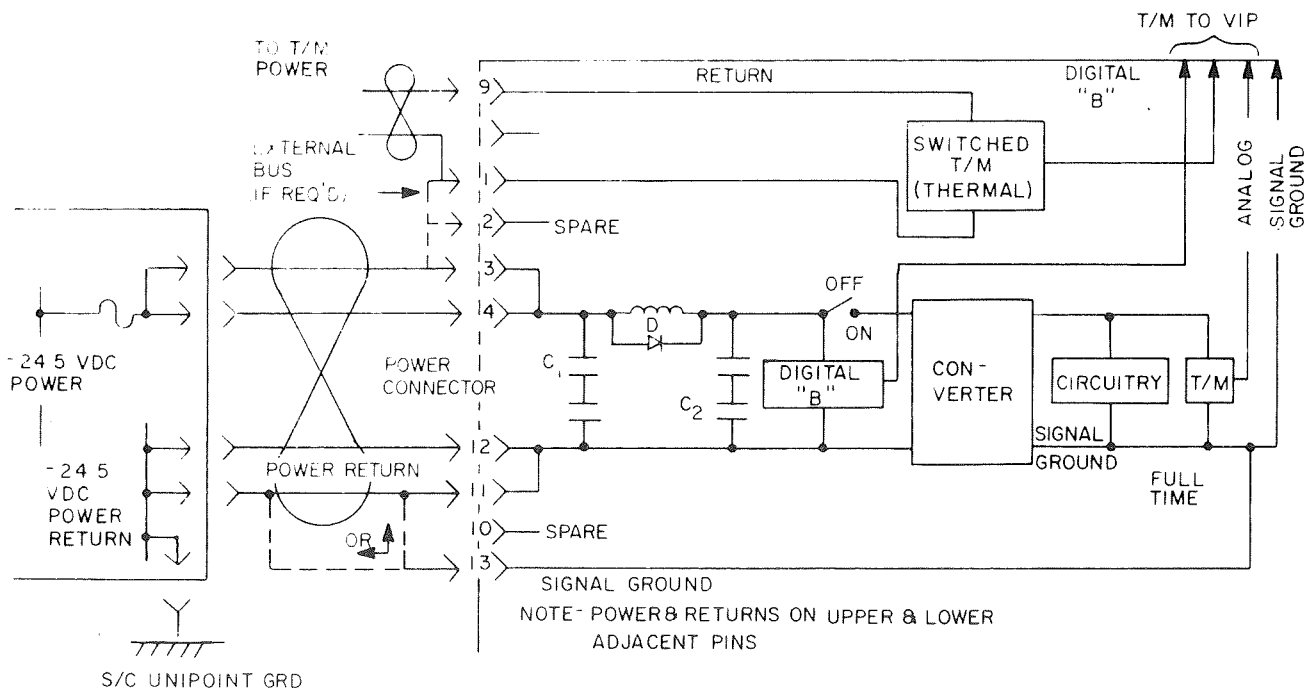 T/M TO VIP
TO T/M
POWER
9
RETURN
DIGITAL
"B"
SWITCHED
T/M
(THERMAL)
ANALOG
SIGNAL
GROUND
EXTERNAL
BUS
(IF REQ'D)
1
2
SPARE
3
4
OFF
ON
D
-24 5 VDC
POWER
POWER
CONNECTOR
C1
C2
DIGITAL
"B"
CON-
VERTER
CIRCUITRY
T/M
12
POWER RETURN
SIGNAL
GROUND
-24 5
VDC
POWER
RETURN
11
FULL
TIME
OR
10
SPARE
13
SIGNAL GROUND
NOTE- POWER & RETURNS ON UPPER & LOWER
ADJACENT PINS
S/C UNIPOINT GRD